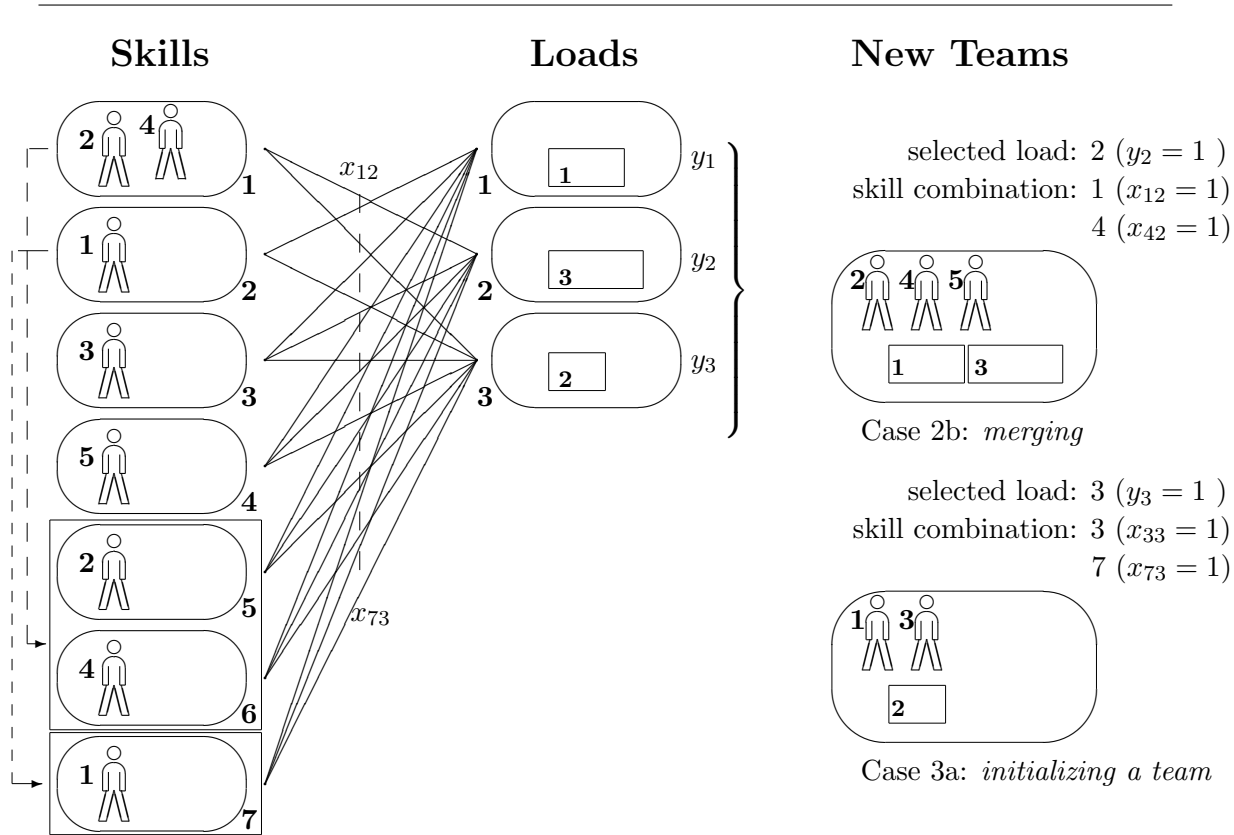 Skills Loads New Teams
2 4 1
1 2
3 3
5 4
2 5
4 6
1 7
x12
x73
1 1 y1
3 2 y2
2 3 y3
selected load: 2 (y2 = 1 )
skill combination: 1 (x12 = 1)
4 (x42 = 1)
2 4 5
1 3
Case 2b: merging
selected load: 3 (y3 = 1 )
skill combination: 3 (x33 = 1)
7 (x73 = 1)
1 3
2
Case 3a: initializing a team